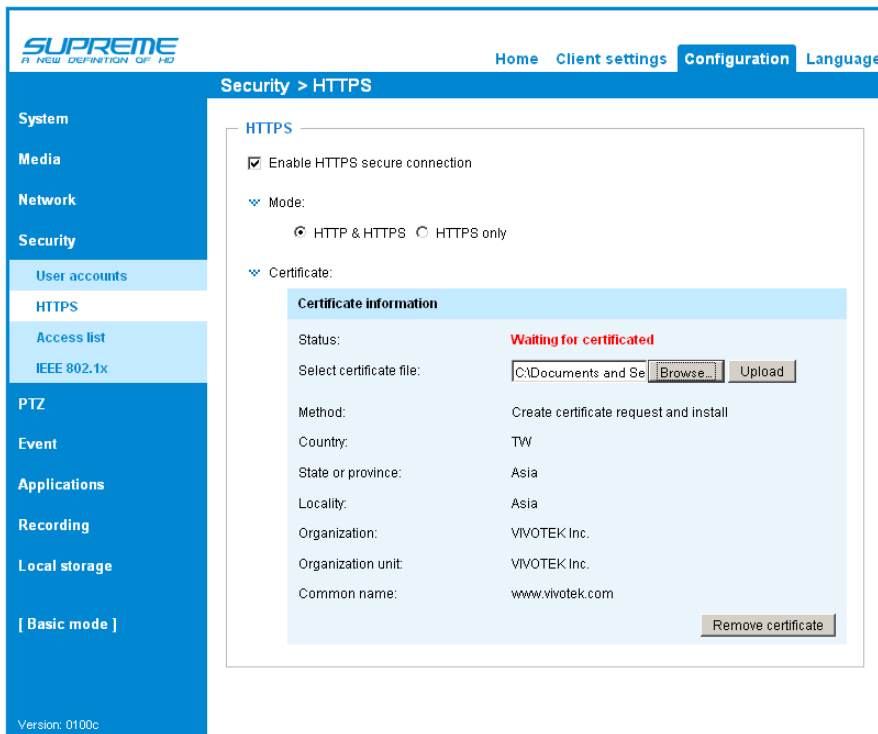 SUPREME
A NEW DEFINITION OF HD
Home Client settings Configuration Language
Security > HTTPS
System
Media
Network
Security
User accounts
HTTPS
Access list
IEEE 802.1x
PTZ
Event
Applications
Recording
Local storage
[ Basic mode ]
Version: 0100c
HTTPS
Enable HTTPS secure connection
Mode:
HTTP & HTTPS HTTPS only
Certificate:
Certificate information
Status: Waiting for certificated
Select certificate file: C:\Documents and Se Browse... Upload
Method: Create certificate request and install
Country: TW
State or province: Asia
Locality: Asia
Organization: VIVOTEK Inc.
Organization unit: VIVOTEK Inc.
Common name: www.vivotek.com
Remove certificate